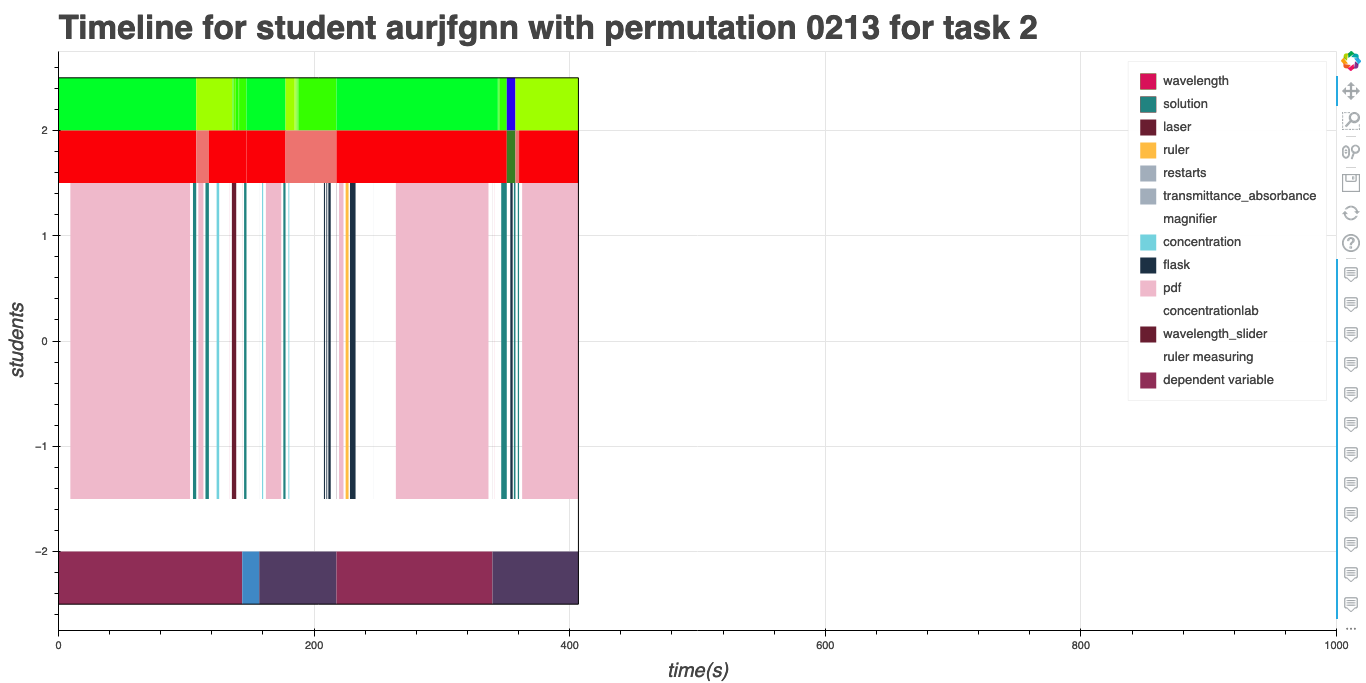 Timeline for student aurjfgnn with permutation 0213 for task 2
wavelength
solution
laser
ruler
restarts
transmittance_absorbance
magnifier
concentration
flask
pdf
concentrationlab
wavelength_slider
ruler measuring
dependent variable
students
2
1
0
−1
−2
0 200 400 600 800 1000
time(s)